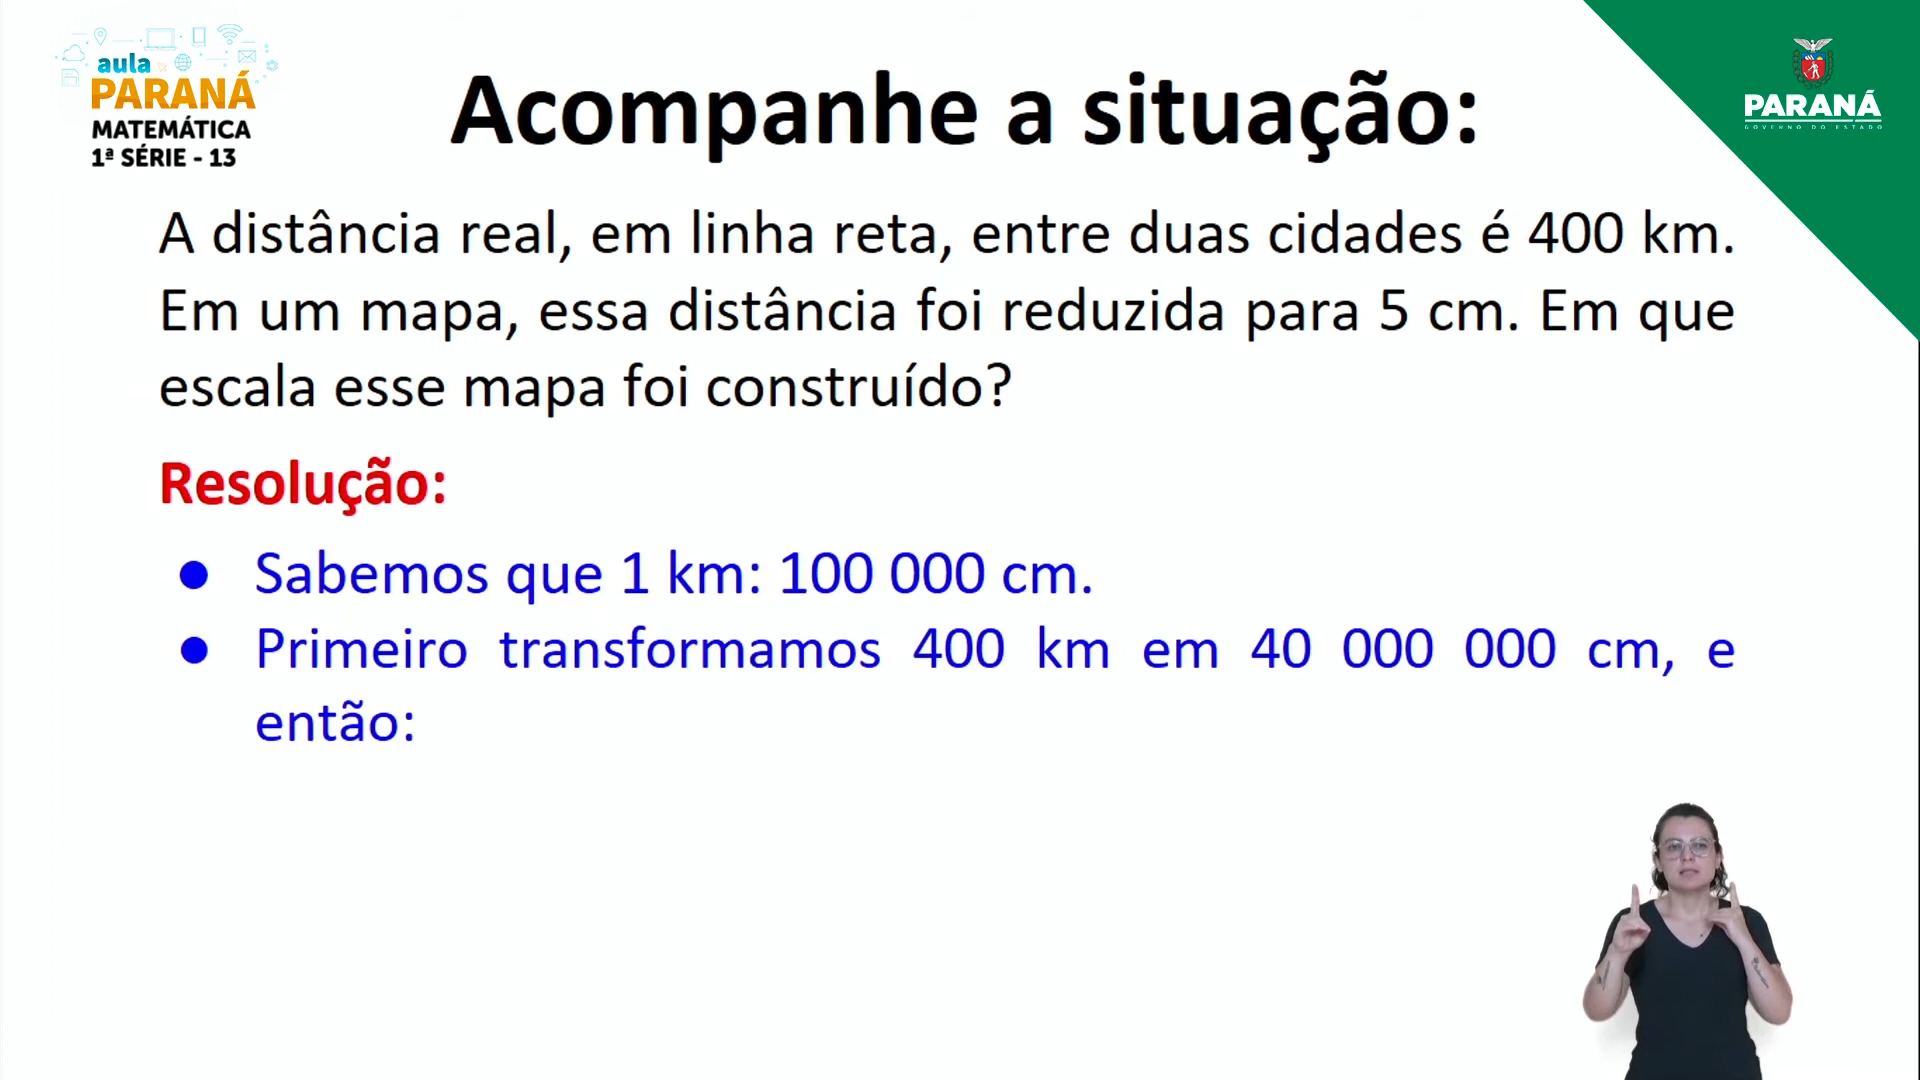 aula
PARANÁ
MATEMÁTICA
1ª SÉRIE - 13
Acompanhe a situação:
PARANÁ
GOVERNO DO ESTADO
A distância real, em linha reta, entre duas cidades é 400 km.
Em um mapa, essa distância foi reduzida para 5 cm. Em que
escala esse mapa foi construído?
Resolução:
● Sabemos que 1 km: 100 000 cm.
● Primeiro transformamos 400 km em 40 000 000 cm, e
então: